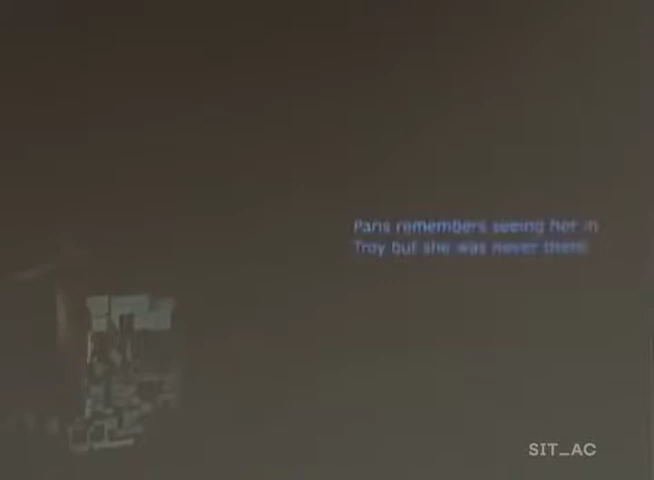 Paris remembers seeing her in
Troy but she was never there
SIT_AC